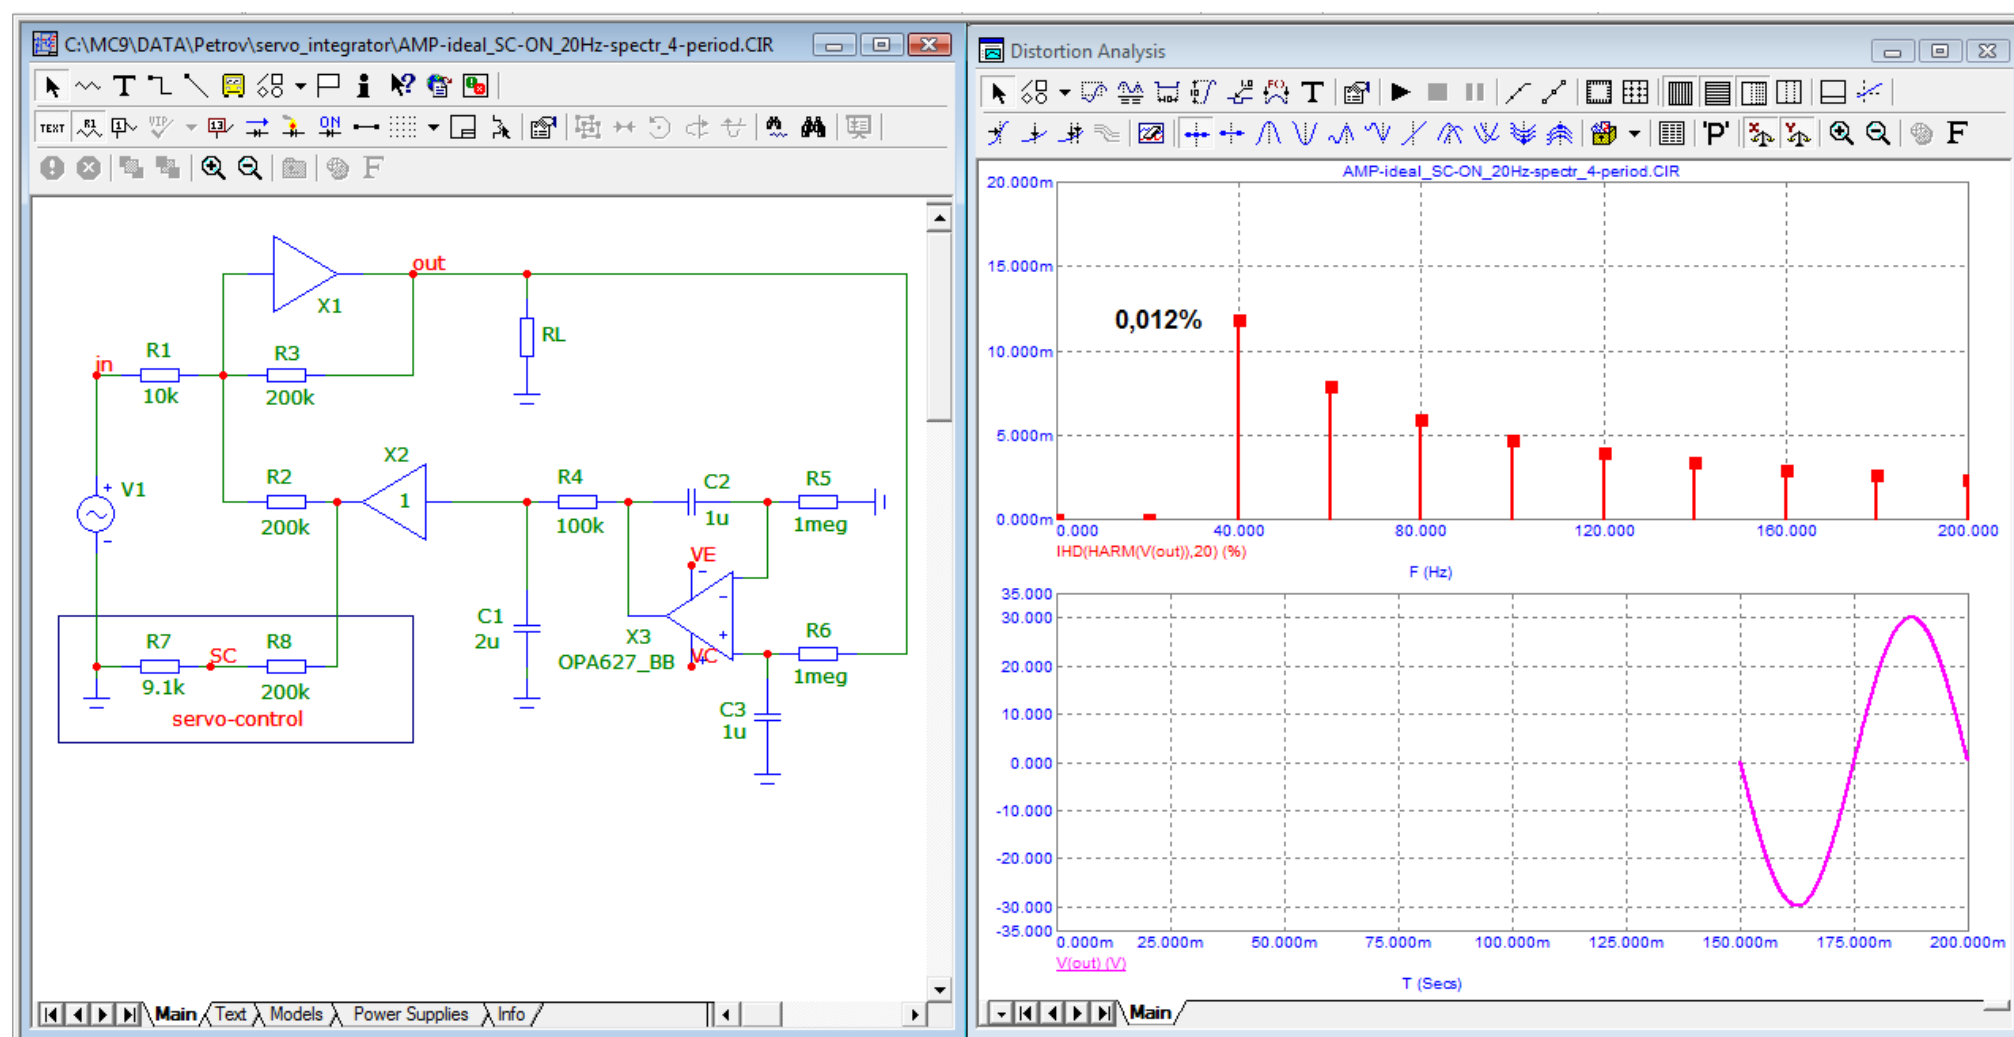 C:\MC9\DATA\Petrov\servo_integrator\AMP-ideal_SC-ON_20Hz-spectr_4-period.CIR
T
TEXT
R1
1
VIP
13
ON
F
out
X1
RL
in
R1
10k
R3
200k
V1
R2
200k
X2
1
R4
100k
C2
1u
R5
1meg
VE
C1
2u
X3
OPA627_BB
VC
R6
1meg
C3
1u
R7
9.1k
SC
R8
200k
servo-control
Main
Text
Models
Power Supplies
Info
Distortion Analysis
T
'P'
F
AMP-ideal_SC-ON_20Hz-spectr_4-period.CIR
20.000m
15.000m
10.000m
5.000m
0.000m
0,012%
0.000 40.000 80.000 120.000 160.000 200.000
IHD(HARM(V(out)),20) (%)
F (Hz)
35.000
30.000
20.000
10.000
0.000
-10.000
-20.000
-30.000
-35.000
0.000m 25.000m 50.000m 75.000m 100.000m 125.000m 150.000m 175.000m 200.000m
V(out) (V)
T (Secs)
Main